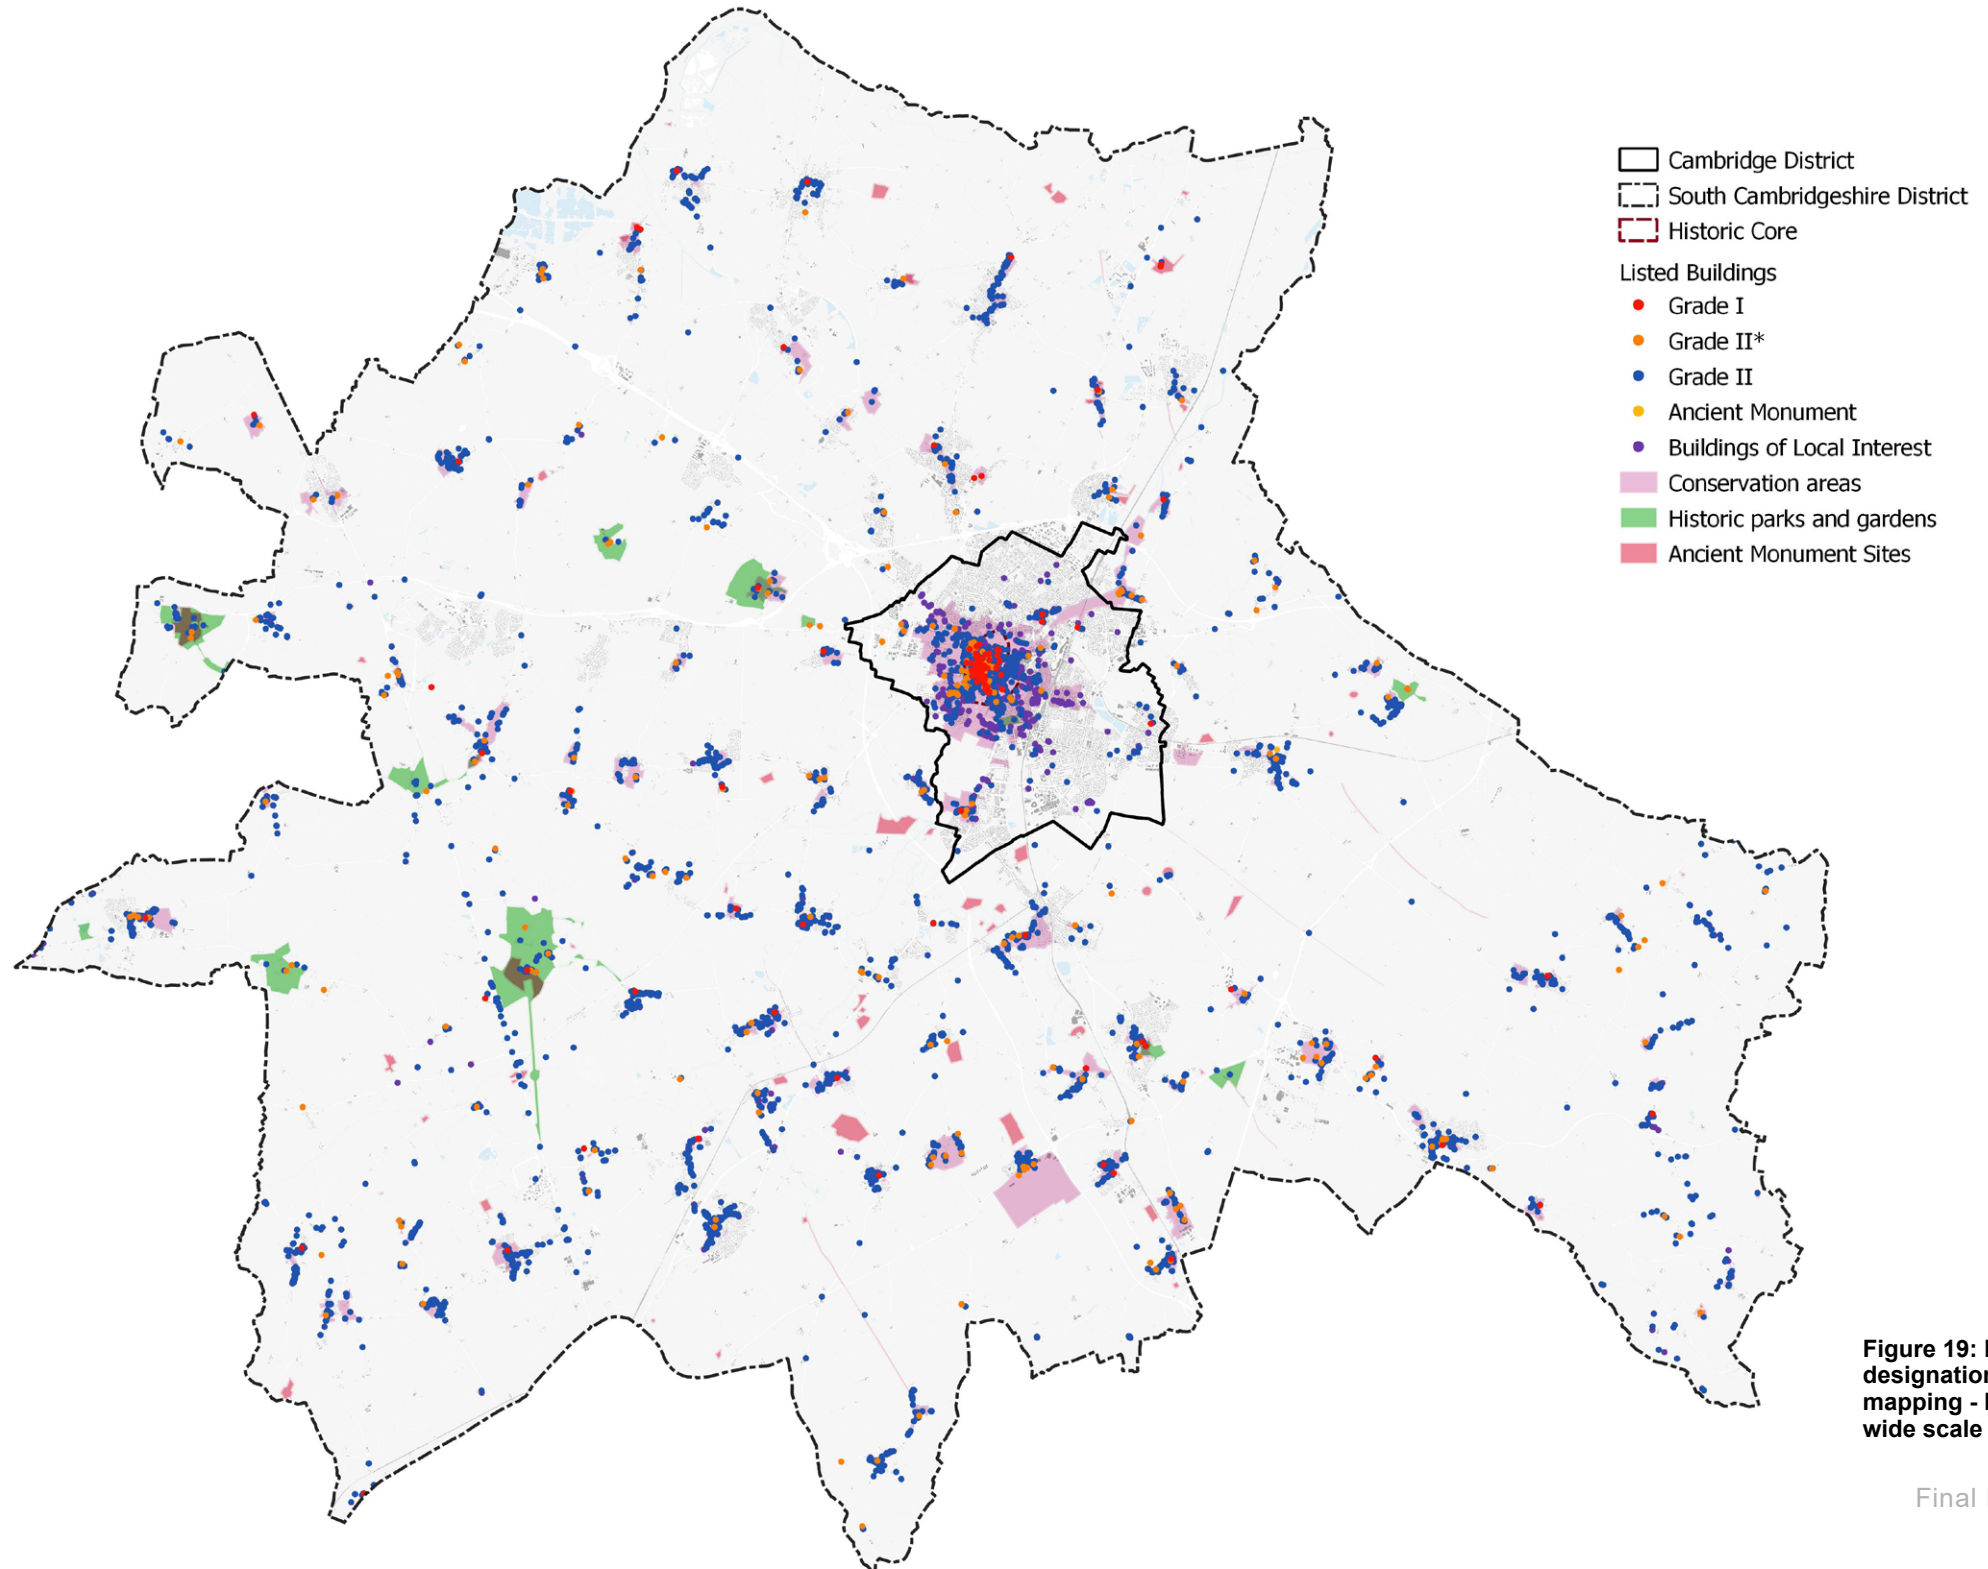 Cambridge District
South Cambridgeshire District
Historic Core
Listed Buildings
Grade I
Grade II*
Grade II
Ancient Monument
Buildings of Local Interest
Conservation areas
Historic parks and gardens
Ancient Monument Sites
Figure 19:
designation
mapping -
wide scale
Final